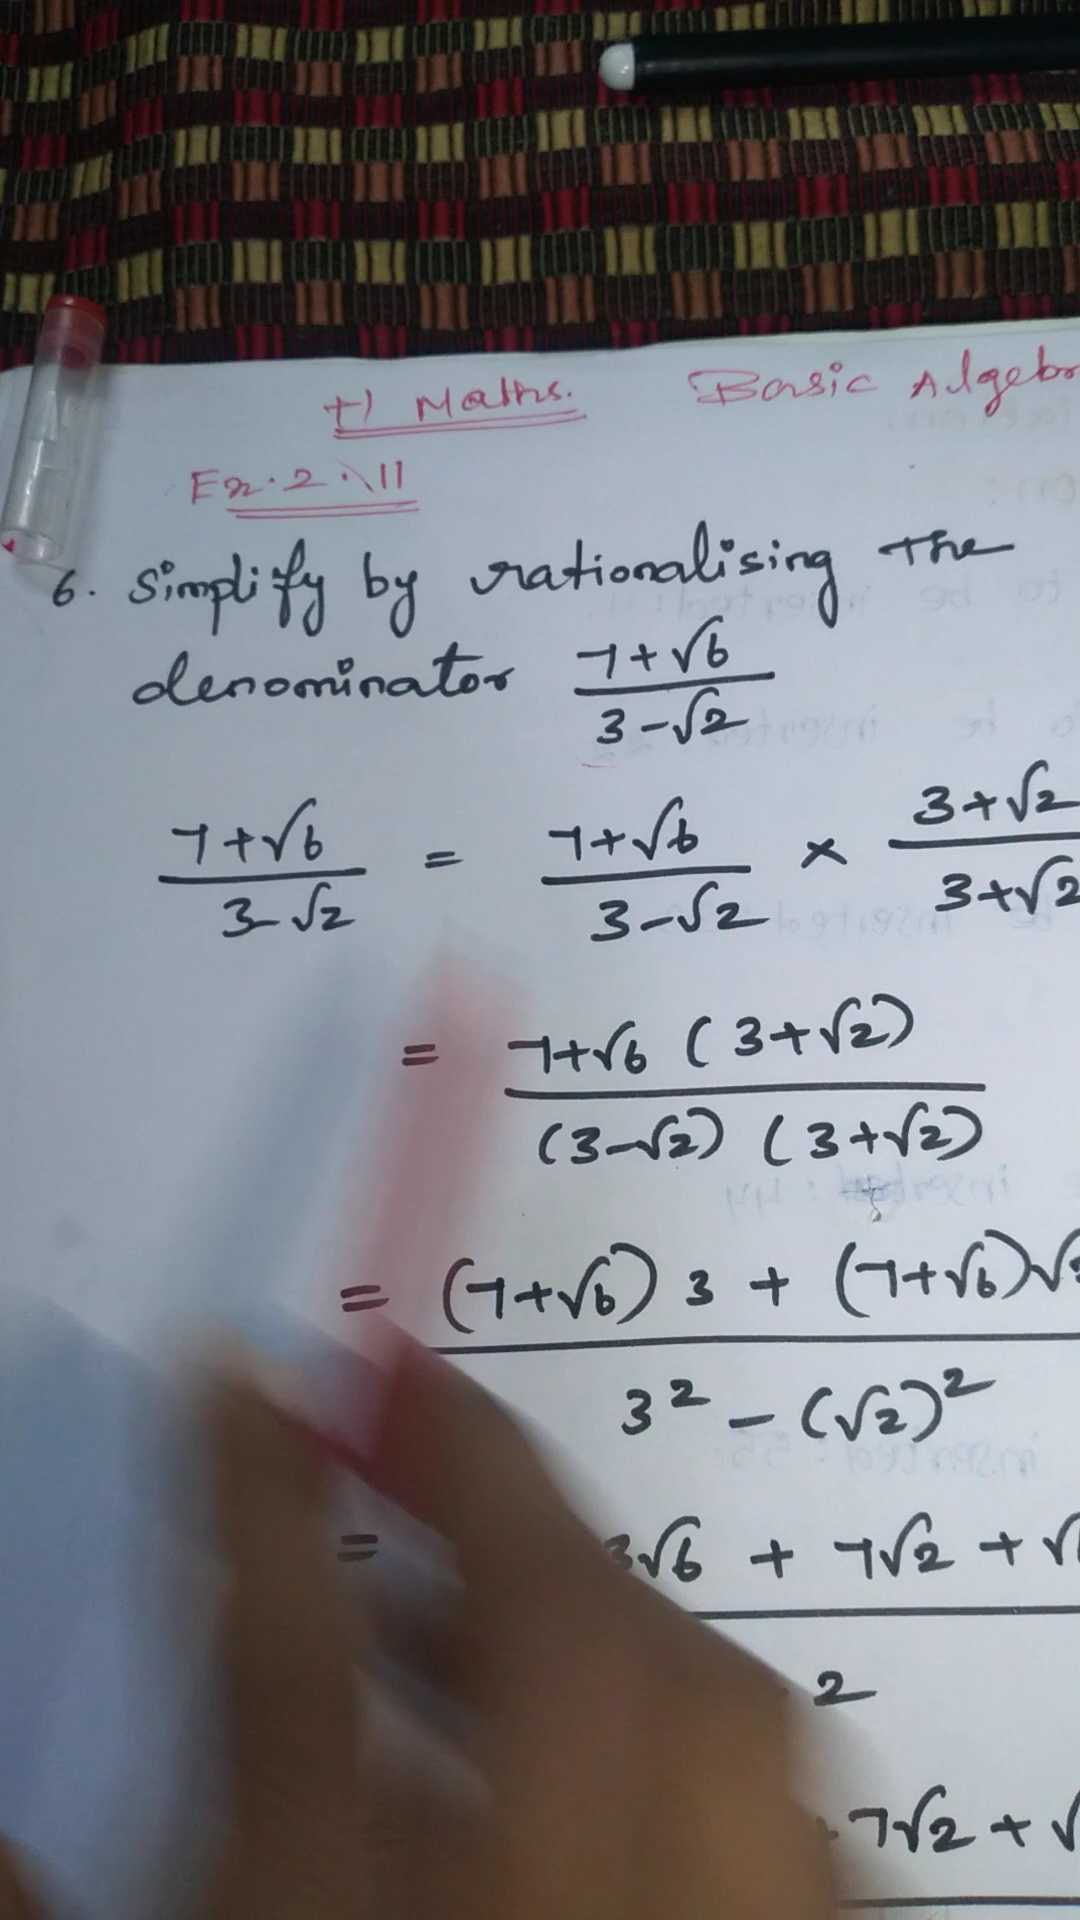 +1 Maths. Basic Algebr
Ex. 2.11
6. Simplify by rationalising the
denominator 7+√6 / 3-√2
7+√6 / 3-√2 = 7+√6 / 3-√2 × 3+√2 / 3+√2
= 7+√6 (3+√2) / (3-√2) (3+√2)
= (7+√6) 3 + (7+√6)√ / 3² - (√2)²
= 3√6 + 7√2 + √ / 2
7√2 + √